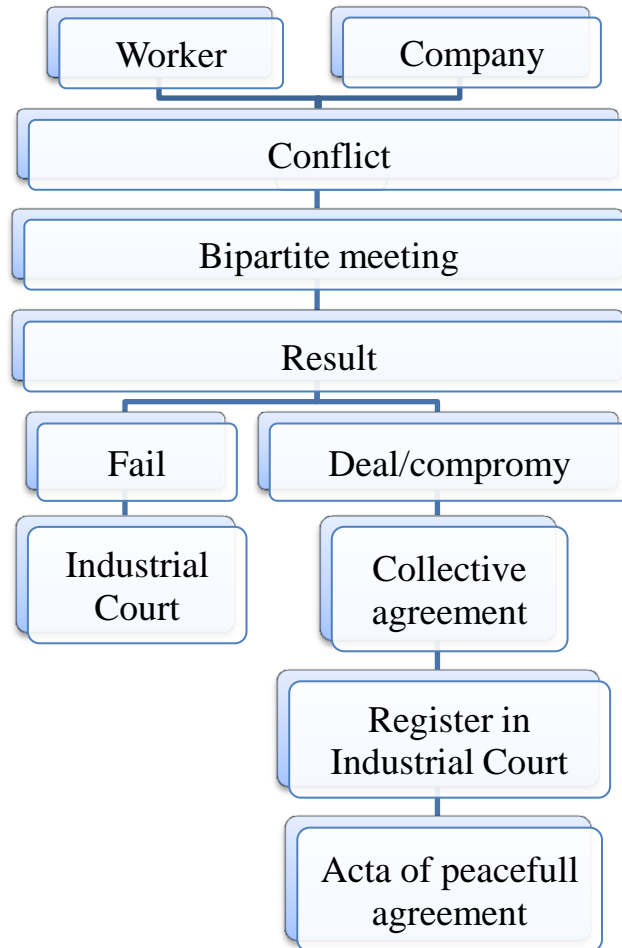 Worker
Company
Conflict
Bipartite meeting
Result
Fail
Deal/compromy
Industrial
Court
Collective
agreement
Register in
Industrial Court
Acta of peacefull
agreement